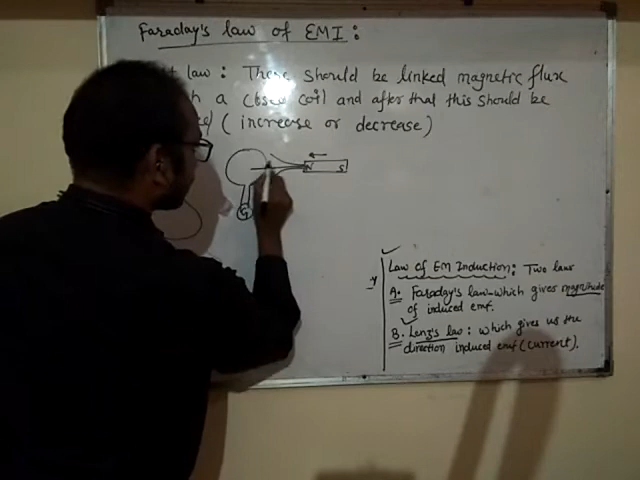 Faraday's law of EMI:
law: There should be linked magnetic flux
a closed coil and after that this should be
(increase or decrease)
N S
G
Law of EM Induction: Two laws
A. Faraday's law - which gives magnitude
of induced emf.
B. Lenz's law: which gives us the
direction induced emf (current).